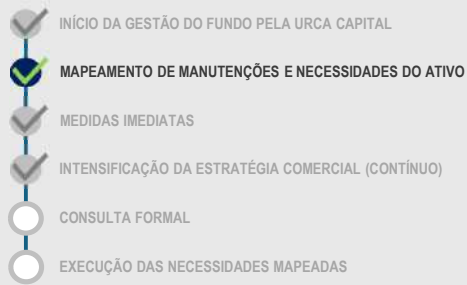 INÍCIO DA GESTÃO DO FUNDO PELA URCA CAPITAL
MAPEAMENTO DE MANUTENÇÕES E NECESSIDADES DO ATIVO
MEDIDAS IMEDIATAS
INTENSIFICAÇÃO DA ESTRATÉGIA COMERCIAL (CONTÍNUO)
CONSULTA FORMAL
EXECUÇÃO DAS NECESSIDADES MAPEADAS